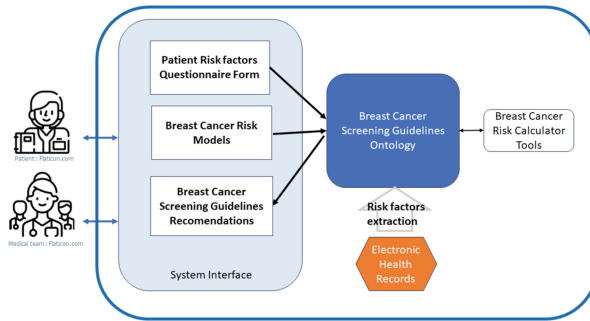 Patient Risk factors
Questionnaire Form
Breast Cancer Risk
Models
Breast Cancer
Screening Guidelines
Recomendations
System Interface
Patient : Flaticon.com
Medical team : Flaticon.com
Breast Cancer
Screening Guidelines
Ontology
Breast Cancer
Risk Calculator
Tools
Risk factors
extraction
Electronic
Health
Records